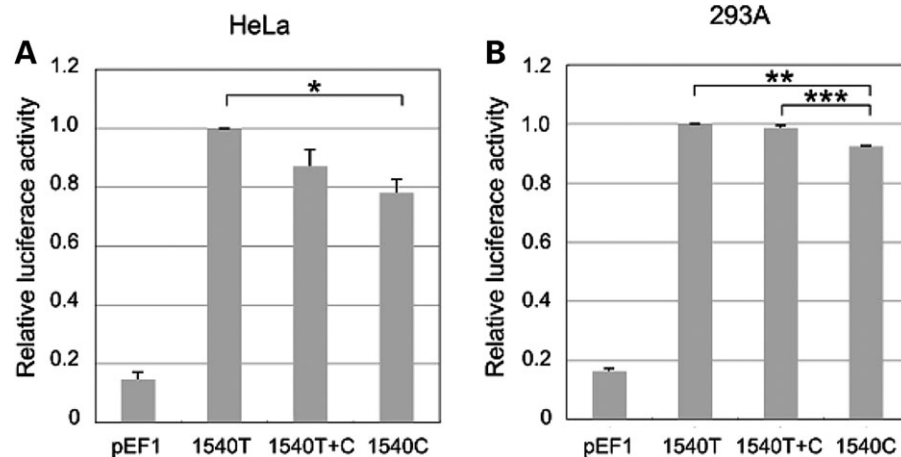 HeLa
A
Relative luciferace activity
1.2
1.0
0.8
0.6
0.4
0.2
0
*
pEF1 1540T 1540T+C 1540C
293A
B
Relative luciferace activity
1.2
1.0
0.8
0.6
0.4
0.2
0
**
***
pEF1 1540T 1540T+C 1540C